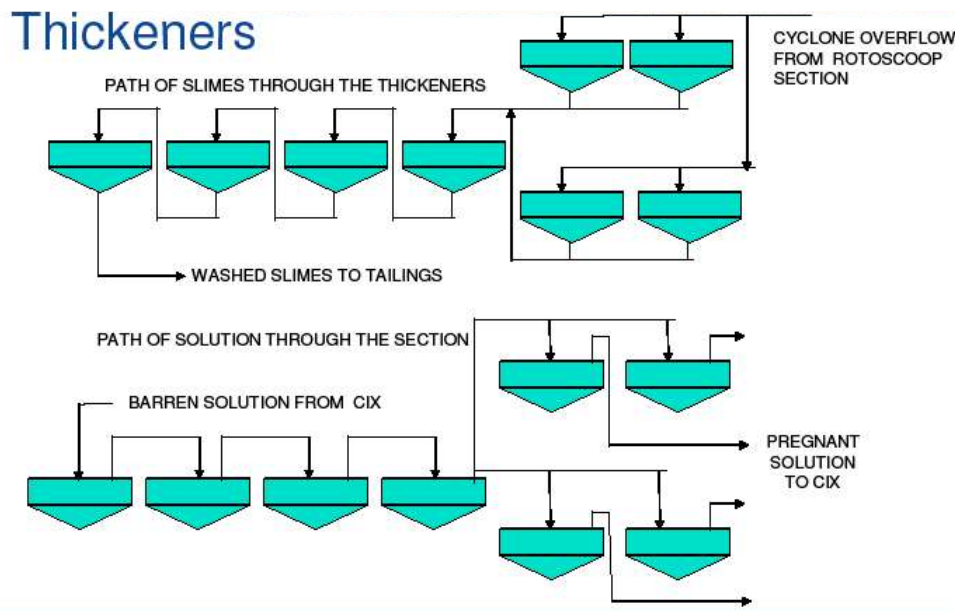 Thickeners
CYCLONE OVERFLOW
FROM ROTOSCOOP
SECTION
PATH OF SLIMES THROUGH THE THICKENERS
WASHED SLIMES TO TAILINGS
PATH OF SOLUTION THROUGH THE SECTION
BARREN SOLUTION FROM CIX
PREGNANT
SOLUTION
TO CIX